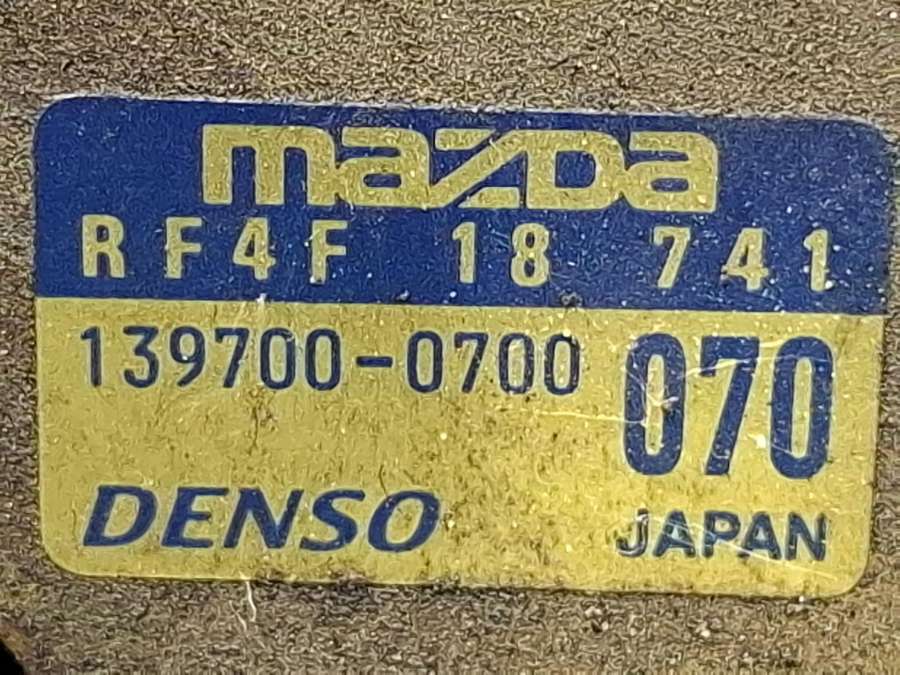 mazda
RF4F 18 741
139700-0700 070
DENSO JAPAN